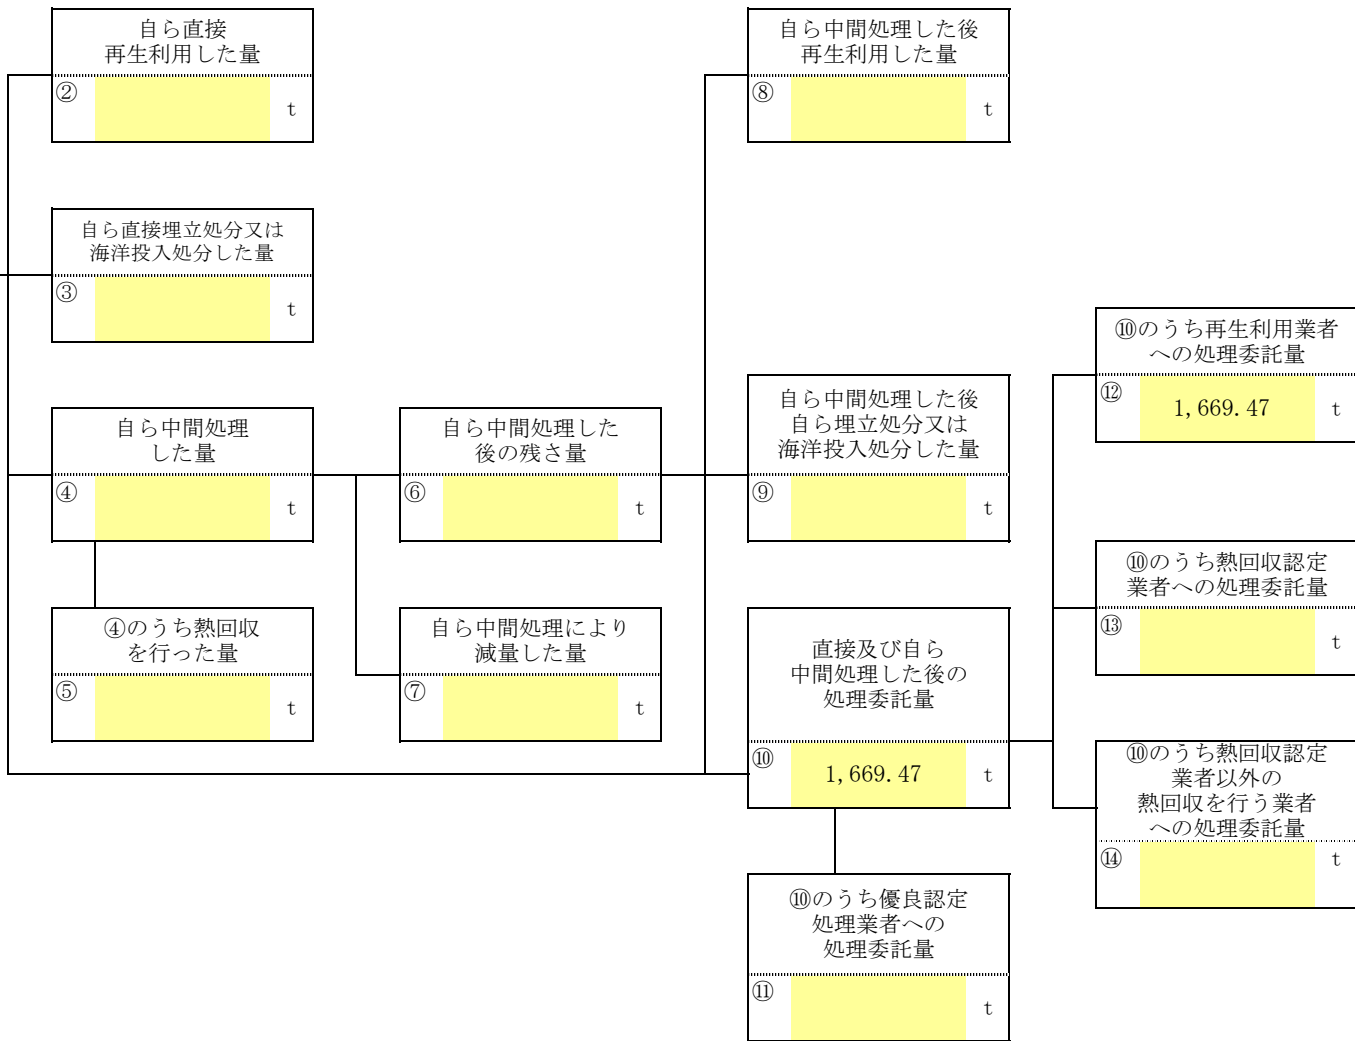 自ら直接
再生利用した量
②
t
自ら中間処理した後
再生利用した量
⑧
t
自ら直接埋立処分又は
海洋投入処分した量
③
t
⑩のうち再生利用業者
への処理委託量
⑫
1,669.47
t
自ら中間処理
した量
④
t
自ら中間処理した
後の残さ量
⑥
t
自ら中間処理した後
自ら埋立処分又は
海洋投入処分した量
⑨
t
⑩のうち熱回収認定
業者への処理委託量
⑬
t
④のうち熱回収
を行った量
⑤
t
自ら中間処理により
減量した量
⑦
t
直接及び自ら
中間処理した後の
処理委託量
⑩
1,669.47
t
⑩のうち熱回収認定
業者以外の
熱回収を行う業者
への処理委託量
⑭
t
⑩のうち優良認定
処理業者への
処理委託量
⑪
t